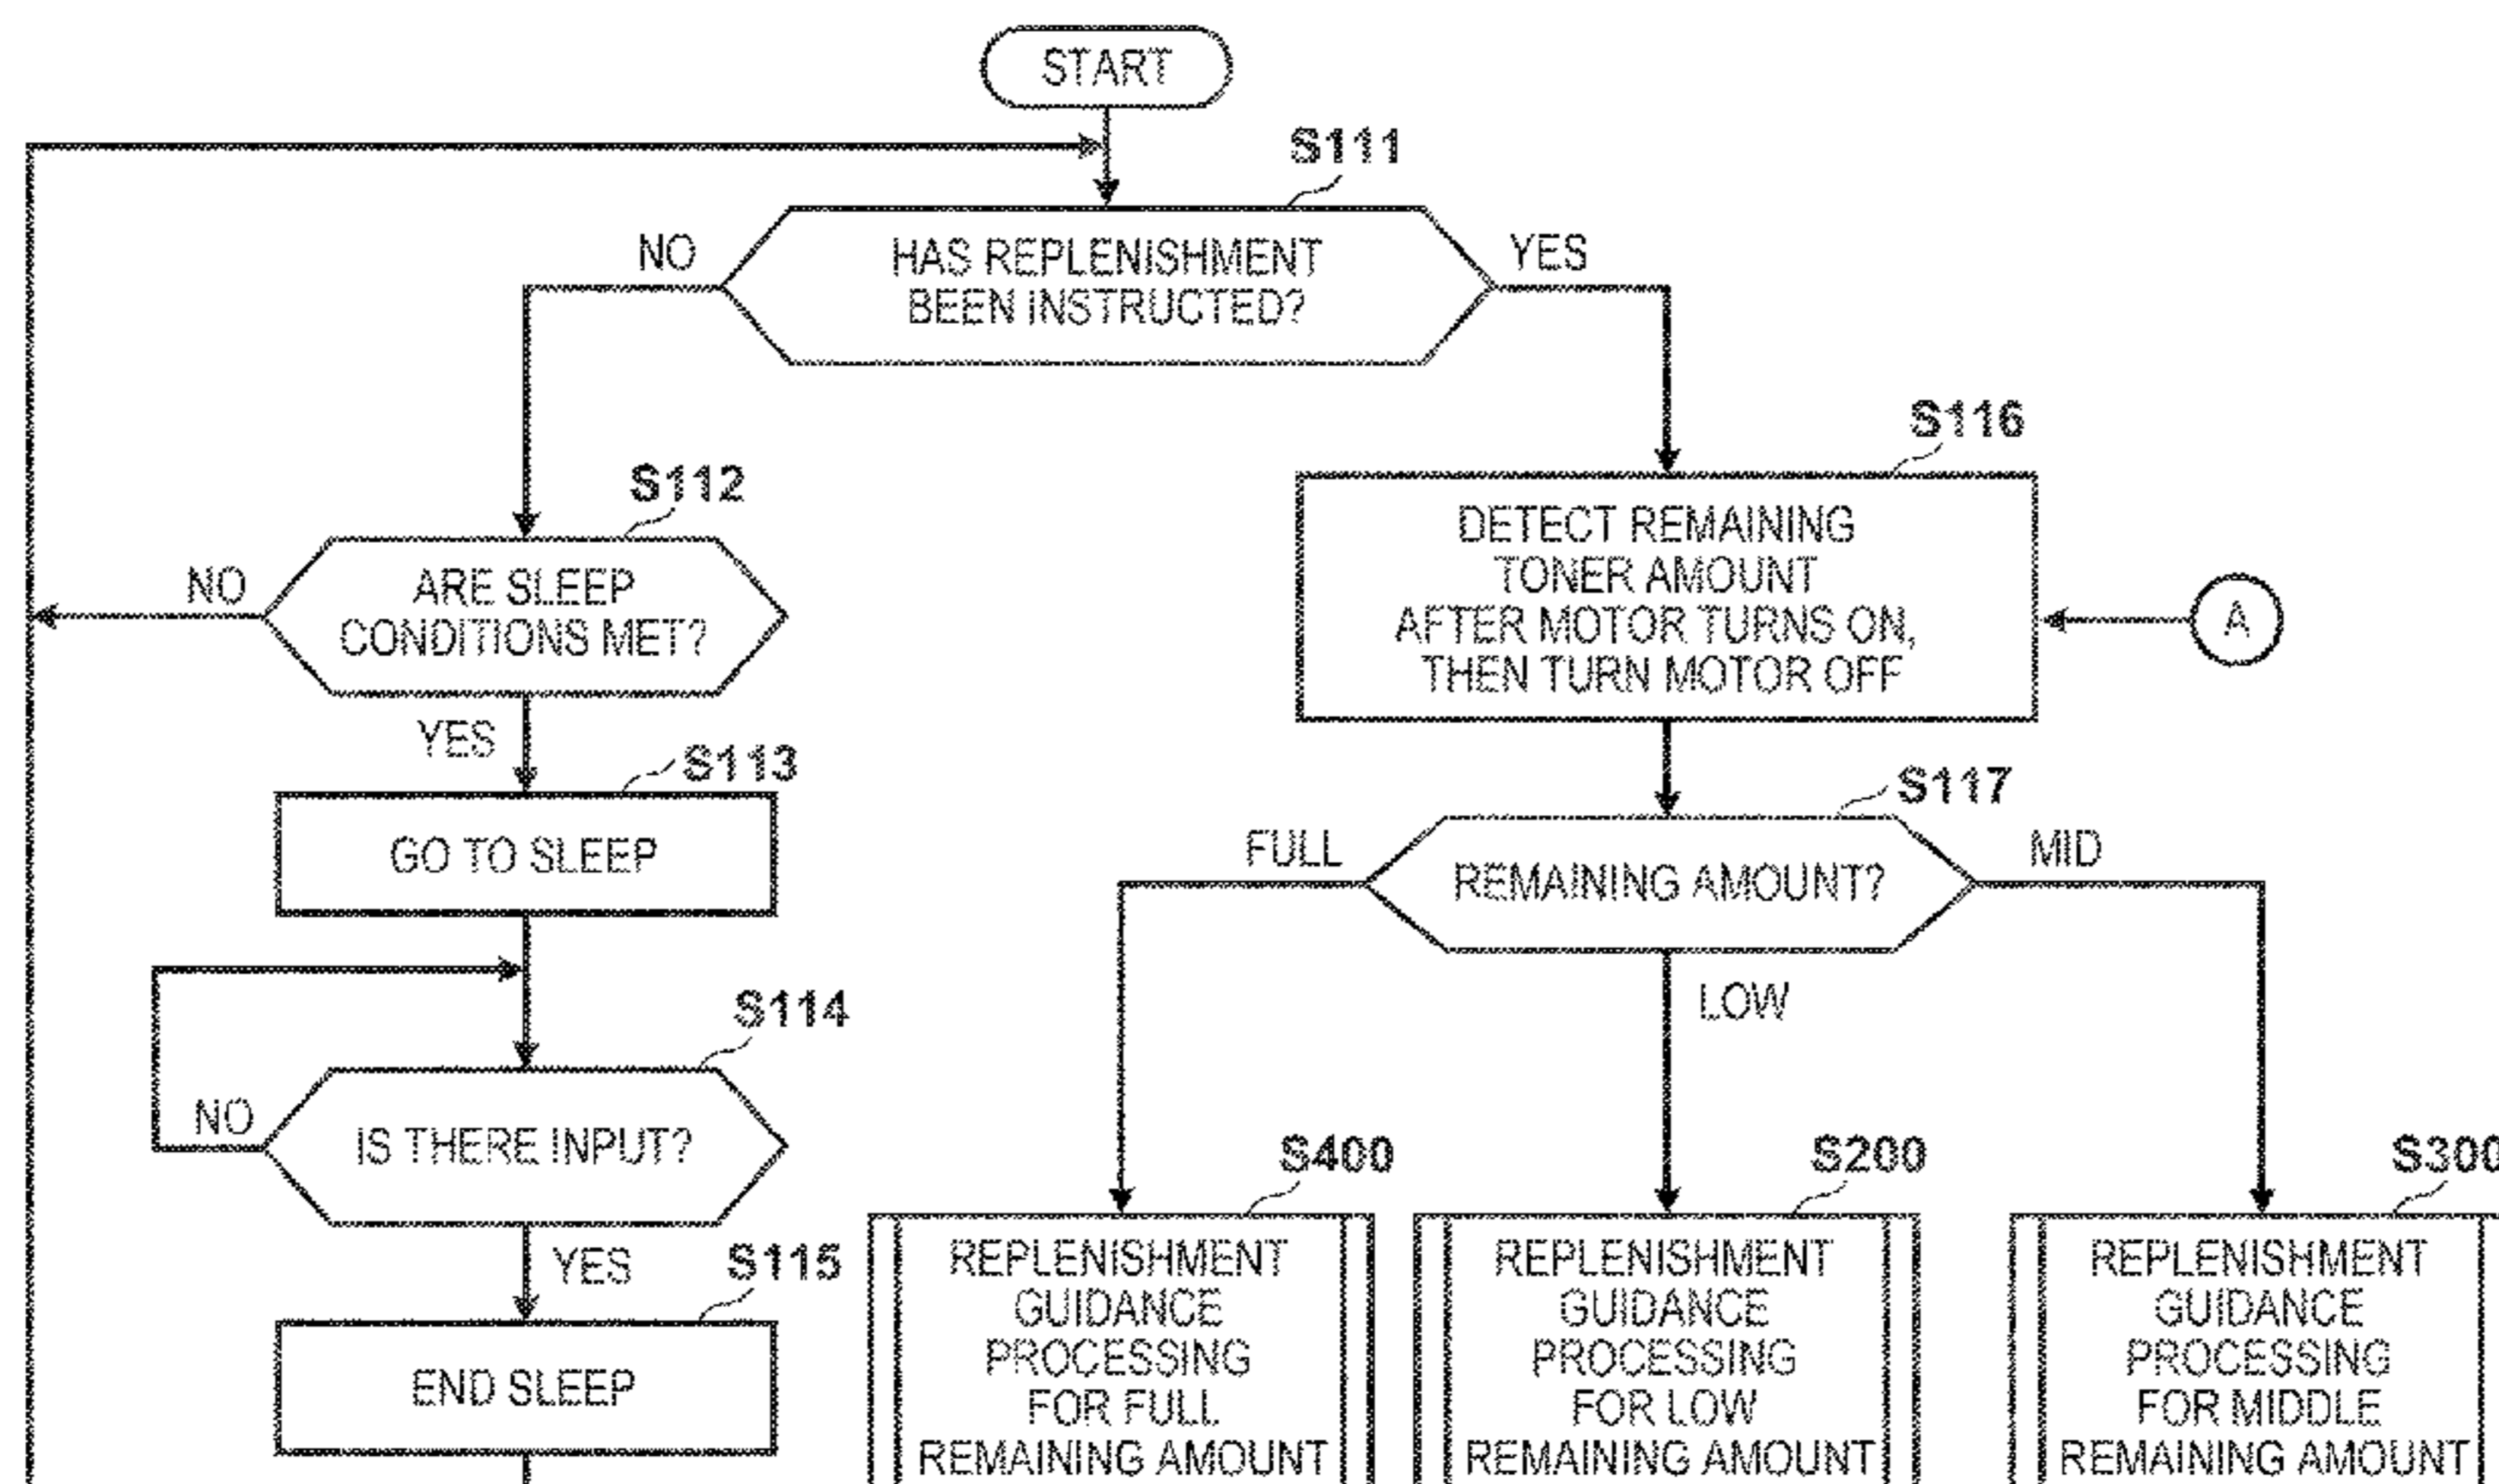 START
S111
NO
HAS REPLENISHMENT
BEEN INSTRUCTED?
YES
S112
NO
ARE SLEEP
CONDITIONS MET?
YES
S113
GO TO SLEEP
S114
NO
IS THERE INPUT?
YES
S115
END SLEEP
S116
DETECT REMAINING
TONER AMOUNT
AFTER MOTOR TURNS ON,
THEN TURN MOTOR OFF
A
S117
FULL
REMAINING AMOUNT?
MID
LOW
S400
REPLENISHMENT
GUIDANCE
PROCESSING
FOR FULL
REMAINING AMOUNT
S200
REPLENISHMENT
GUIDANCE
PROCESSING
FOR LOW
REMAINING AMOUNT
S300
REPLENISHMENT
GUIDANCE
PROCESSING
FOR MIDDLE
REMAINING AMOUNT